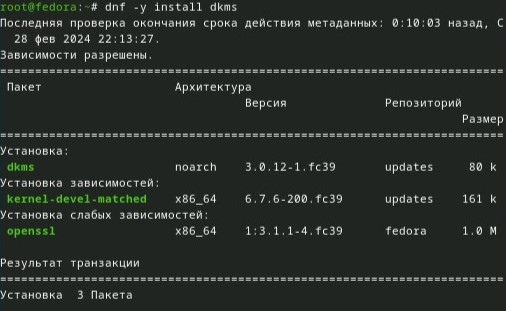 root@fedora:~# dnf -y install dkms
Последняя проверка окончания срока действия метаданных: 0:10:03 назад, С
28 фев 2024 22:13:27.
Зависимости разрешены.
================================================================================
Пакет Архитектура
Версия Репозиторий
Размер
================================================================================
Установка:
dkms noarch 3.0.12-1.fc39 updates 80 k
Установка зависимостей:
kernel-devel-matched x86_64 6.7.6-200.fc39 updates 161 k
Установка слабых зависимостей:
openssl x86_64 1:3.1.1-4.fc39 fedora 1.0 M
Результат транзакции
================================================================================
Установка 3 Пакета